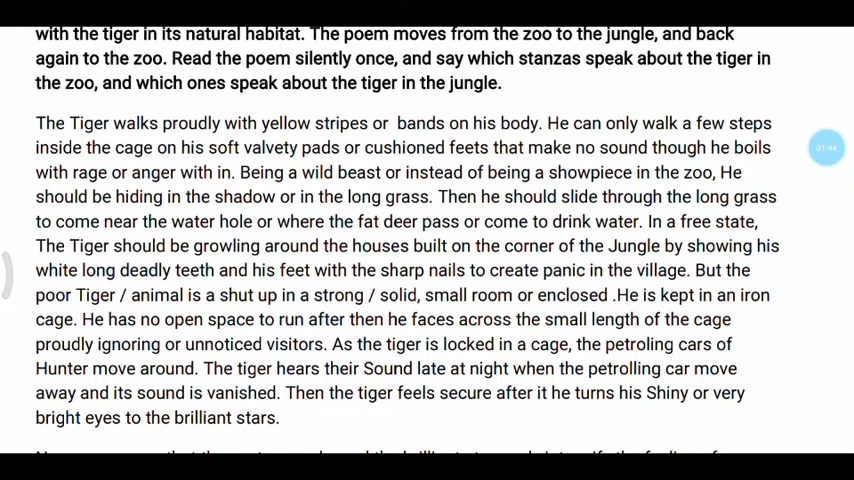 with the tiger in its natural habitat. The poem moves from the zoo to the jungle, and back
again to the zoo. Read the poem silently once, and say which stanzas speak about the tiger in
the zoo, and which ones speak about the tiger in the jungle.
The Tiger walks proudly with yellow stripes or bands on his body. He can only walk a few steps
inside the cage on his soft valvety pads or cushioned feets that make no sound though he boils
with rage or anger with in. Being a wild beast or instead of being a showpiece in the zoo, He
should be hiding in the shadow or in the long grass. Then he should slide through the long grass
to come near the water hole or where the fat deer pass or come to drink water. In a free state,
The Tiger should be growling around the houses built on the corner of the Jungle by showing his
white long deadly teeth and his feet with the sharp nails to create panic in the village. But the
poor Tiger / animal is a shut up in a strong / solid, small room or enclosed .He is kept in an iron
cage. He has no open space to run after then he faces across the small length of the cage
proudly ignoring or unnoticed visitors. As the tiger is locked in a cage, the petroling cars of
Hunter move around. The tiger hears their Sound late at night when the petrolling car move
away and its sound is vanished. Then the tiger feels secure after it he turns his Shiny or very
bright eyes to the brilliant stars.
01:44